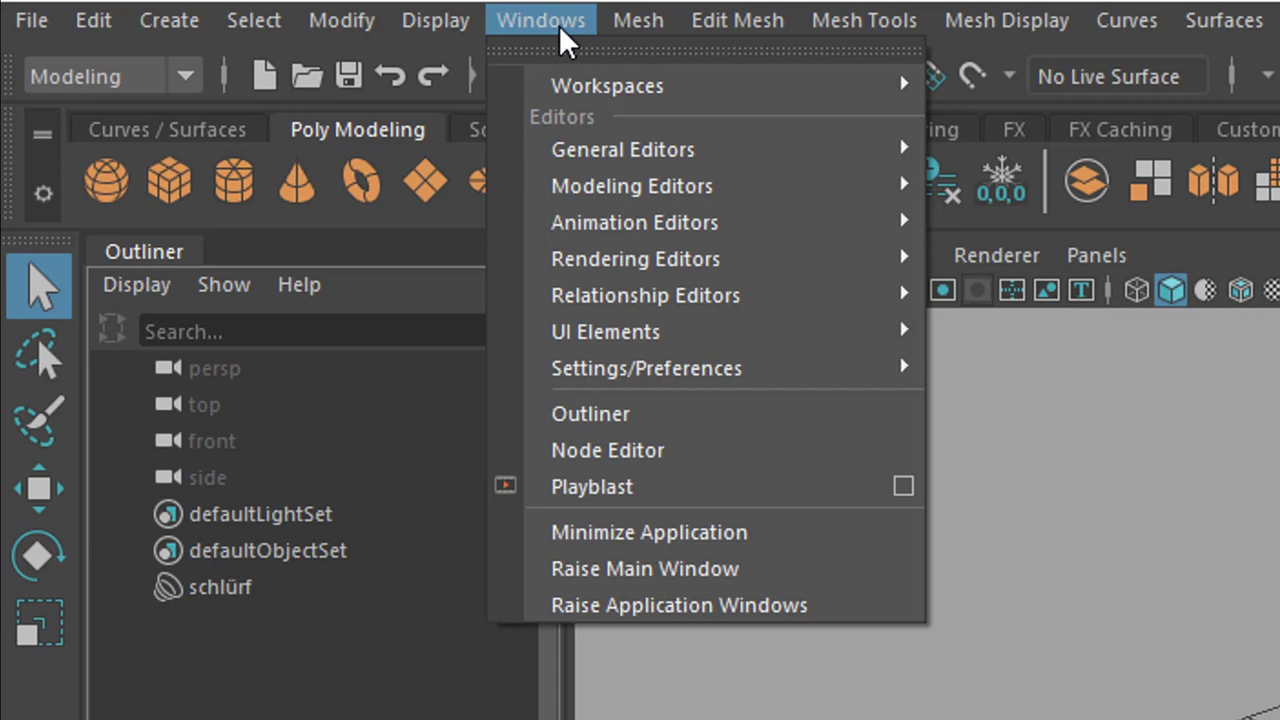 File Edit Create Select Modify Display Windows Mesh Edit Mesh Mesh Tools Mesh Display Curves Surfaces
Modeling No Live Surface
Curves / Surfaces Poly Modeling FX FX Caching
0,0,0
Outliner
Display Show Help
Search...
persp
top
front
side
defaultLightSet
defaultObjectSet
schlürf
Workspaces
Editors
General Editors
Modeling Editors
Animation Editors
Rendering Editors
Relationship Editors
UI Elements
Settings/Preferences
Outliner
Node Editor
Playblast
Minimize Application
Raise Main Window
Raise Application Windows
Renderer Panels
T